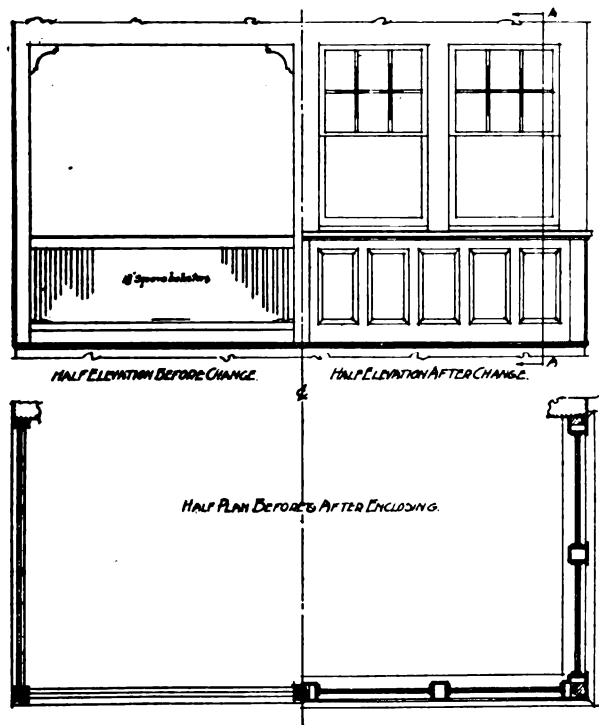 A
HALF ELEVATION BEFORE CHANGE.
HALF ELEVATION AFTER CHANGE.
A
HALF PLAN BEFORE & AFTER ENCLOSING.